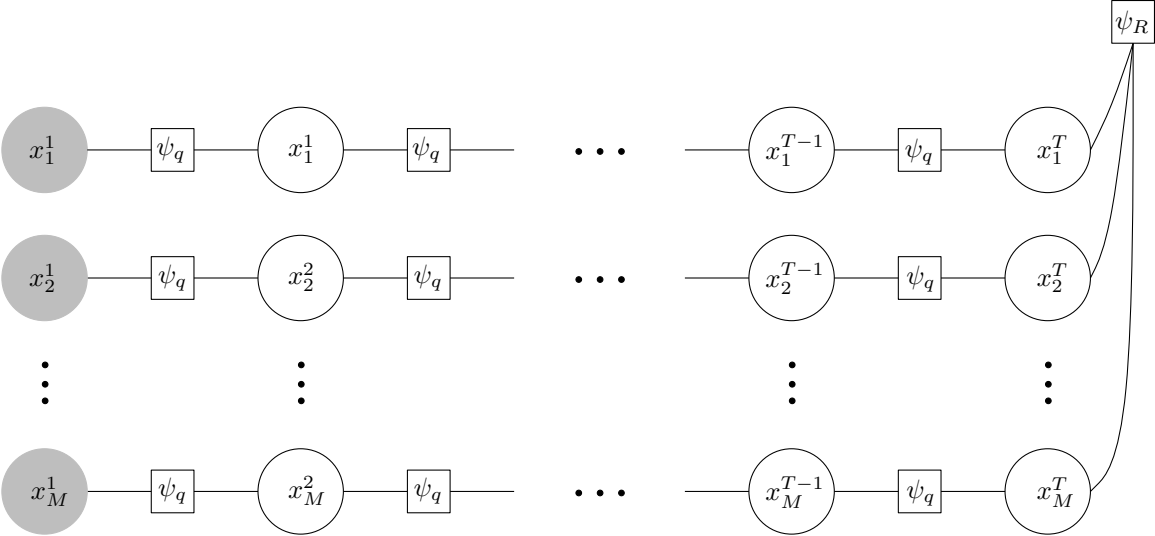 ψ_R
x_1^1 ψ_q x_1^1 ψ_q ... x_1^{T−1} ψ_q x_1^T
x_2^1 ψ_q x_2^2 ψ_q ... x_2^{T−1} ψ_q x_2^T
x_M^1 ψ_q x_M^2 ψ_q ... x_M^{T−1} ψ_q x_M^T